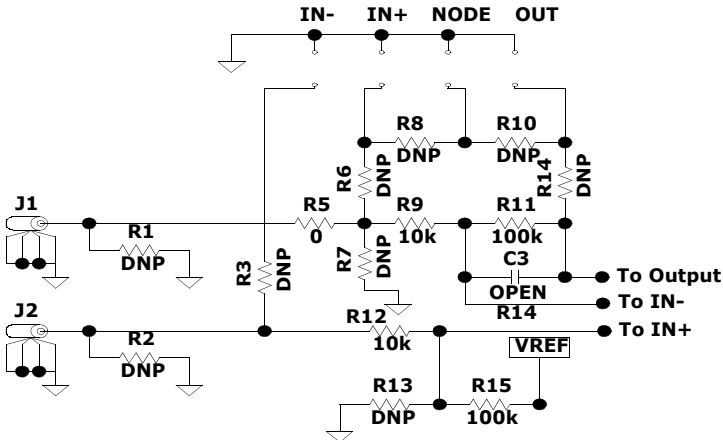 IN- IN+ NODE OUT
R8
DNP
R10
DNP
R6
DNP
R14
DNP
J1
R1
DNP
R5
0
R9
10k
R11
100k
R3
DNP
R7
DNP
C3
OPEN
To Output
To IN-
R14
J2
R2
DNP
R12
10k
To IN+
VREF
R13
DNP
R15
100k